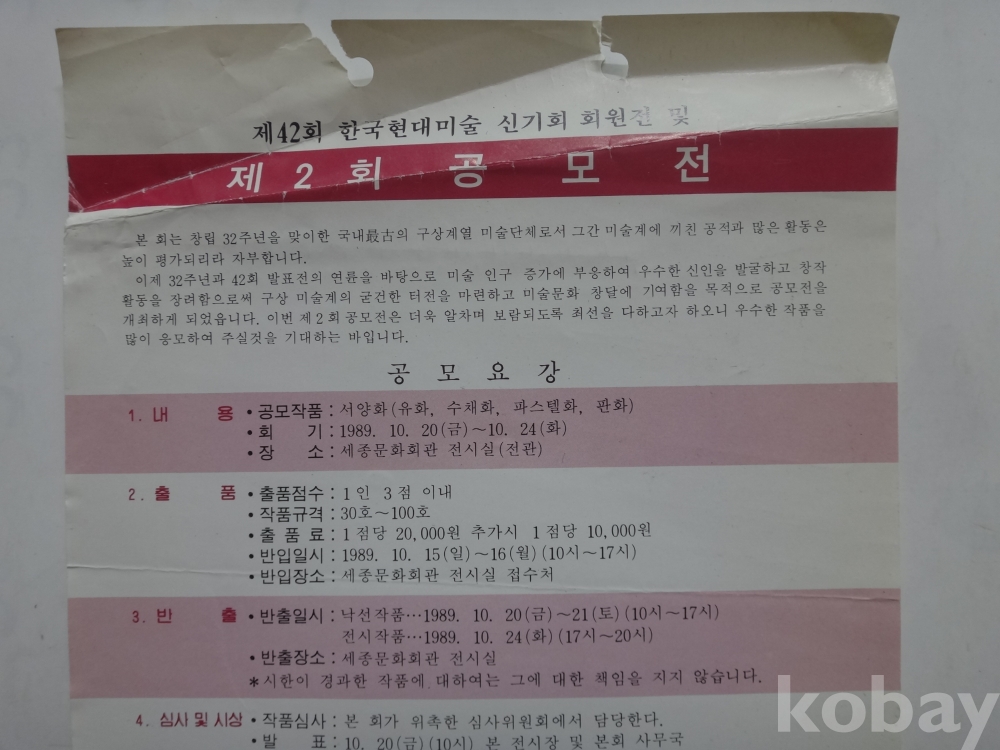 제42회 한국현대미술 신기회 회원전 및
제 2 회 공 모 전
본 회는 창립 32주년을 맞이한 국내最古의 구상계열 미술단체로서 그간 미술계에 끼친 공적과 많은 활동은
높이 평가되리라 자부합니다.
이제 32주년과 42회 발표전의 연륜을 바탕으로 미술 인구 증가에 부응하여 우수한 신인을 발굴하고 창작
활동을 장려함으로써 구상 미술계의 굳건한 터전을 마련하고 미술문화 창달에 기여함을 목적으로 공모전을
개최하게 되었읍니다. 이번 제 2 회 공모전은 더욱 알차며 보람되도록 최선을 다하고자 하오니 우수한 작품을
많이 응모하여 주실것을 기대하는 바입니다.
공 모 요 강
1. 내 용 • 공모작품 : 서양화(유화, 수채화, 파스텔화, 판화)
• 회 기 : 1989. 10. 20(금)~10. 24(화)
• 장 소 : 세종문화회관 전시실(전관)
2. 출 품 • 출품점수 : 1인 3점 이내
• 작품규격 : 30호~100호
• 출 품 료 : 1점당 20,000원 추가시 1점당 10,000원
• 반입일시 : 1989. 10. 15(일)~16(월)(10시~17시)
• 반입장소 : 세종문화회관 전시실 접수처
3. 반 출 • 반출일시 : 낙선작품…1989. 10. 20(금)~21(토)(10시~17시)
전시작품…1989. 10. 24(화)(17시~20시)
• 반출장소 : 세종문화회관 전시실
*시한이 경과한 작품에 대하여는 그에 대한 책임을 지지 않습니다.
4. 심사 및 시상 • 작품심사 : 본 회가 위촉한 심사위원회에서 담당한다.
• 발 표 : 10. 20(금)(10시) 본 전시장 및 본회 사무국
kobay